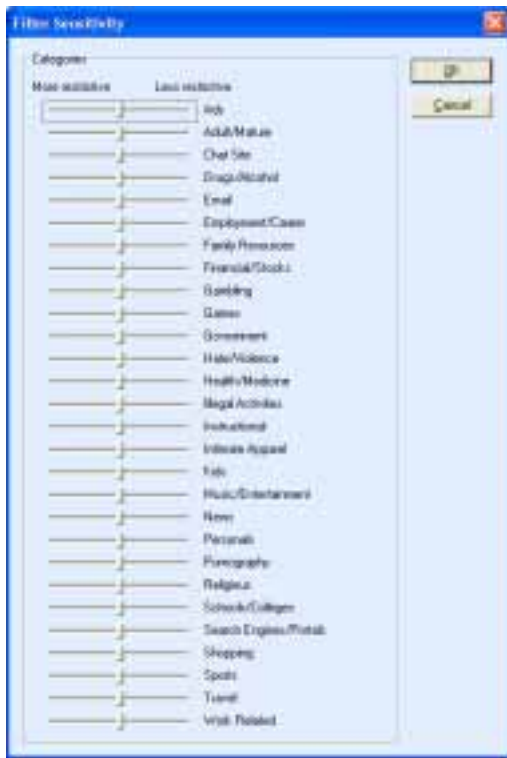 Filter Sensitivity
Categories
More restrictive Less restrictive
Ads
Adult/Mature
Chat Site
Drugs/Alcohol
Email
Employment/Career
Family Resources
Financial/Stocks
Gambling
Games
Government
Hate/Violence
Health/Medicine
Illegal Activities
Instructional
Intimate Apparel
Kids
Music/Entertainment
News
Personals
Pornography
Religious
Schools/Colleges
Search Engines/Portals
Shopping
Sports
Travel
Work Related
OK
Cancel